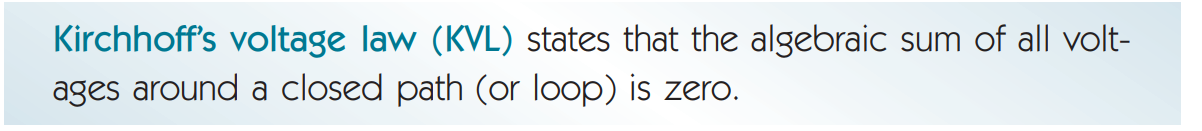 Kirchhoff's voltage law (KVL) states that the algebraic sum of all volt-
ages around a closed path (or loop) is zero.